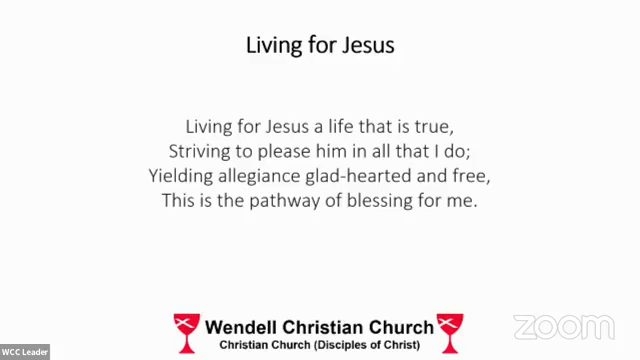 Living for Jesus
Living for Jesus a life that is true,
Striving to please him in all that I do;
Yielding allegiance glad-hearted and free,
This is the pathway of blessing for me.
Wendell Christian Church
Christian Church (Disciples of Christ)
zoom
WCC Leader